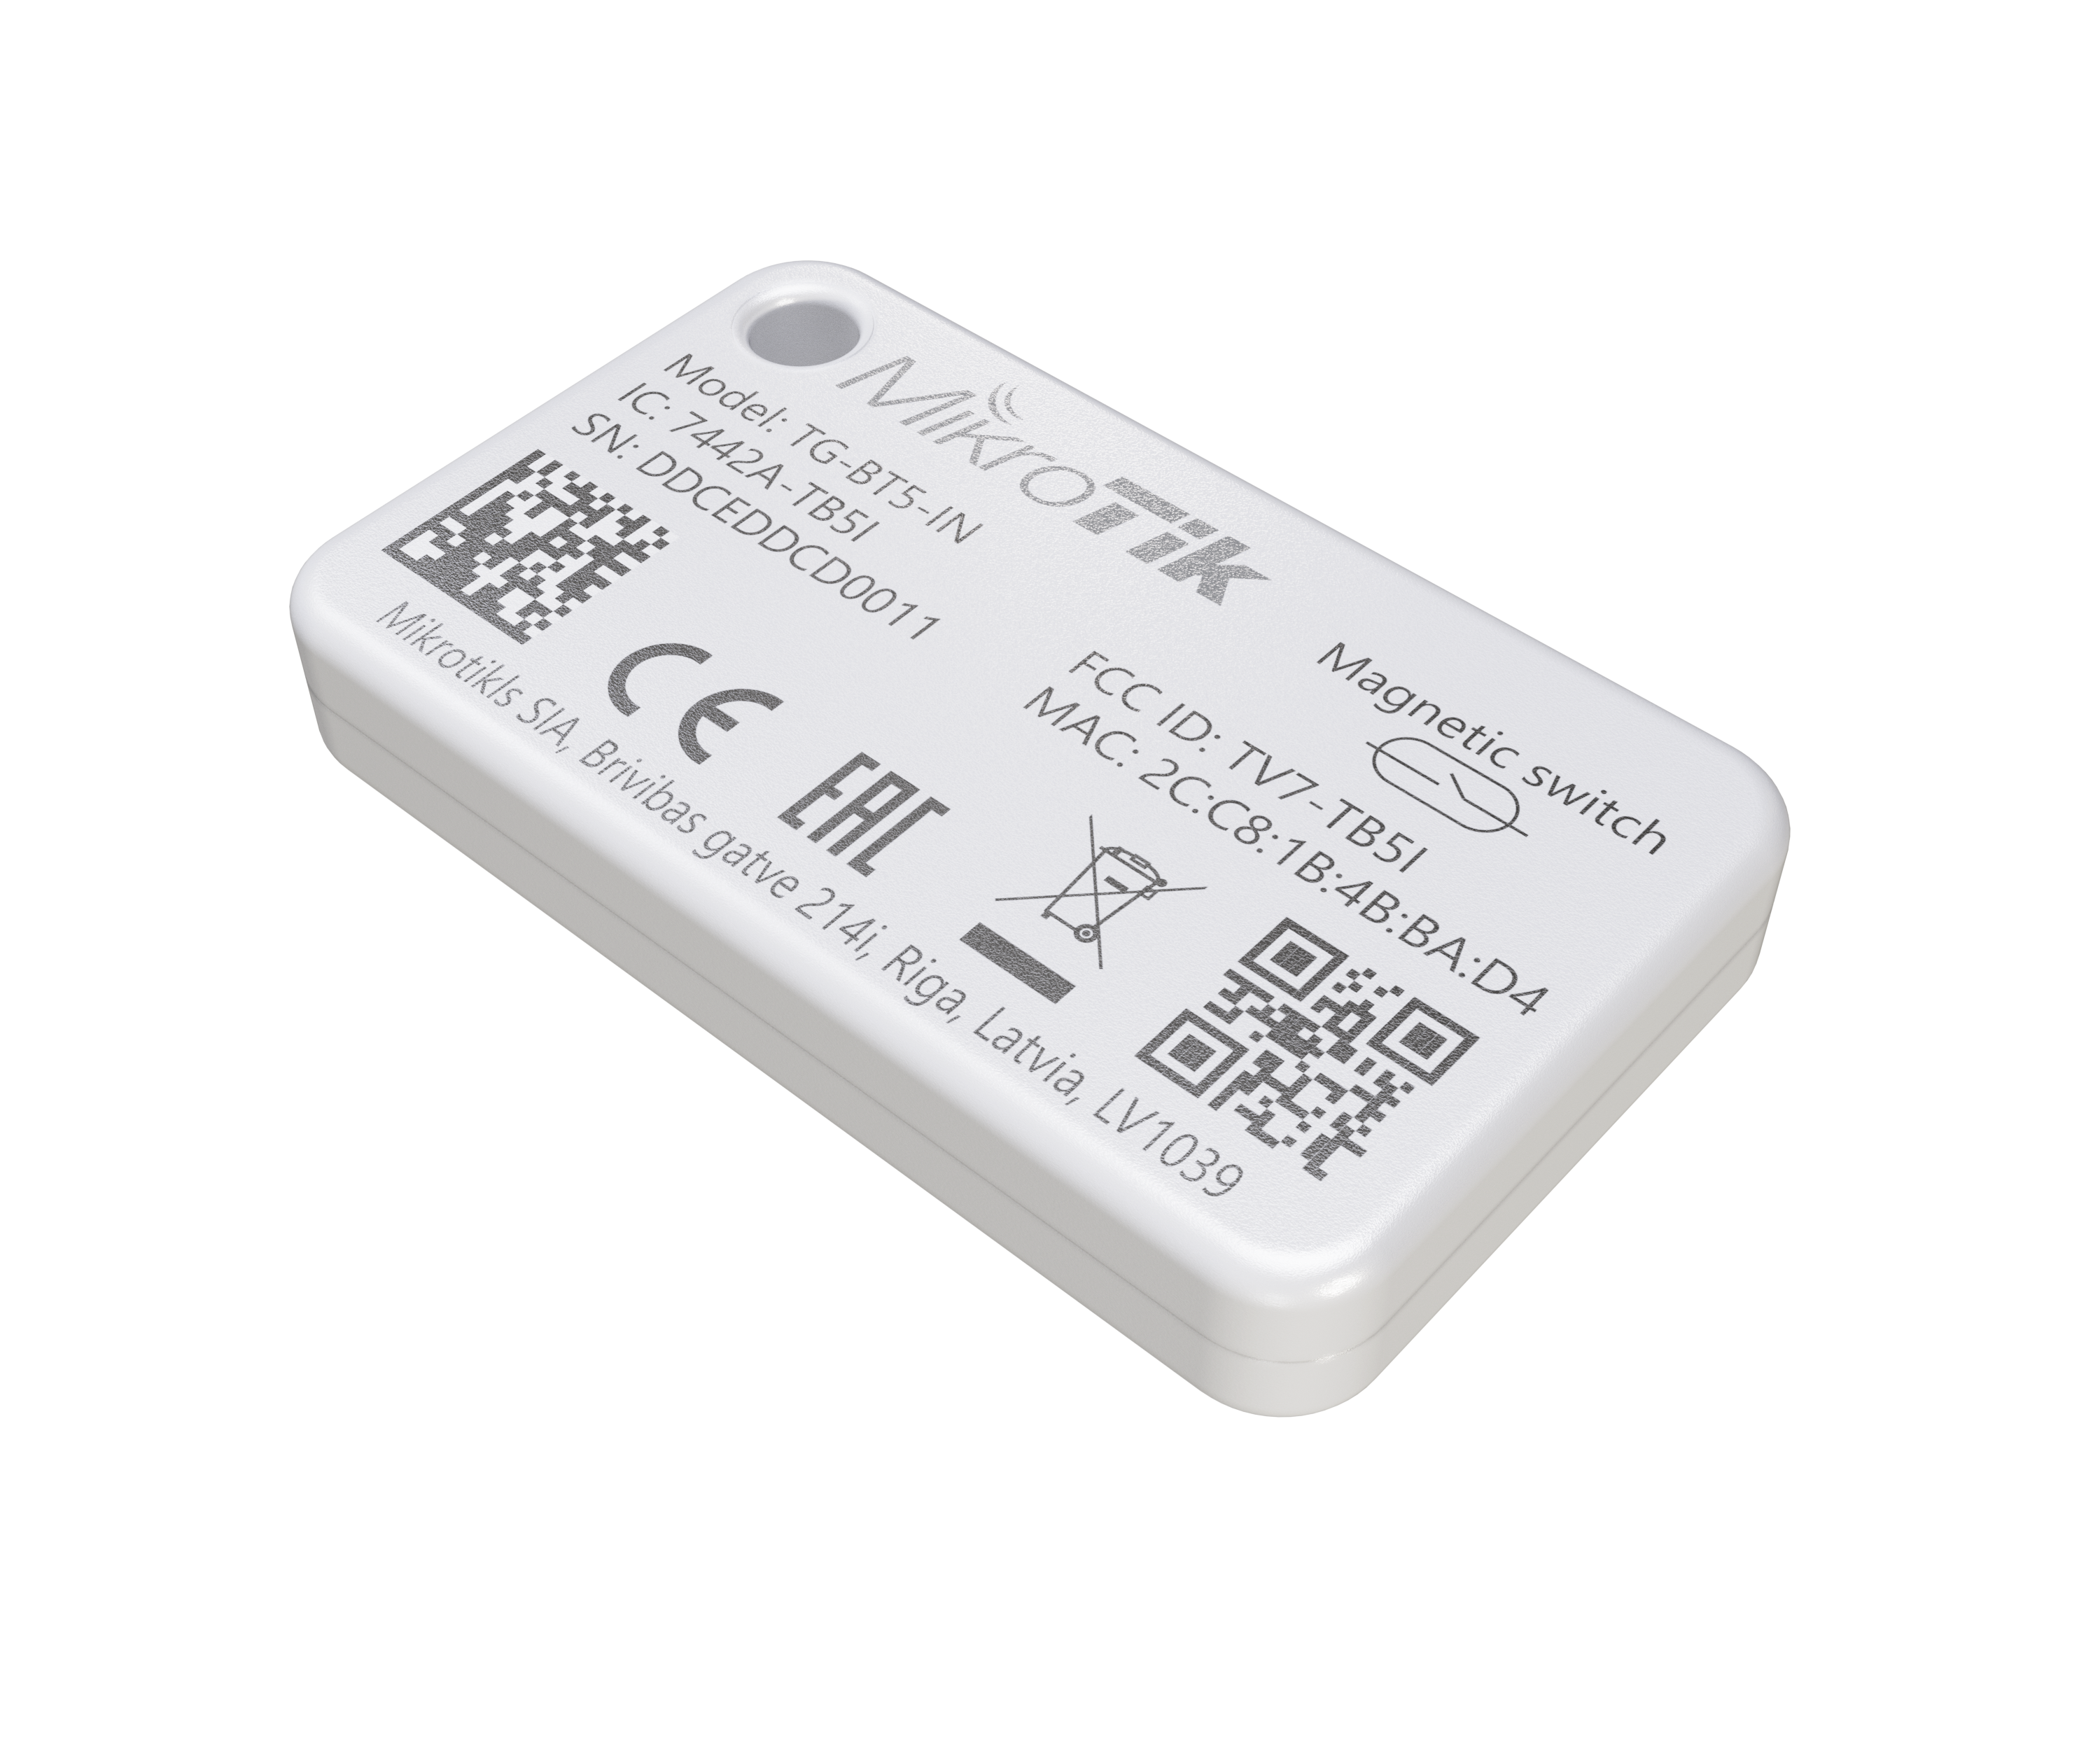 MikroTik
Model: TG-BT5-IN
IC: 7442A-TB5I
SN: DDCEDDCD0011
Magnetic switch
FCC ID: TV7-TB5I
MAC: 2C:C8:1B:4B:BA:D4
CE
EAC
Mikrotikls SIA, Brivibas gatve 214i, Riga, Latvia, LV1039